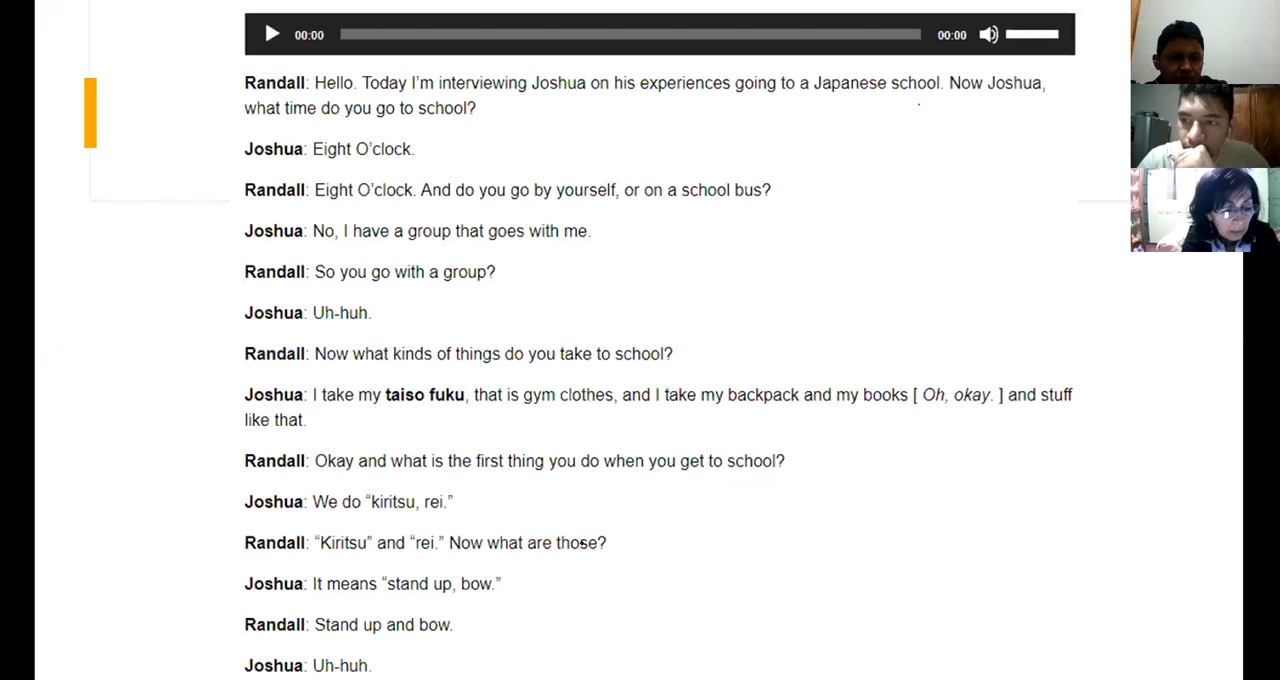 00:00
00:00
Randall: Hello. Today I'm interviewing Joshua on his experiences going to a Japanese school. Now Joshua,
what time do you go to school?
Joshua: Eight O'clock.
Randall: Eight O'clock. And do you go by yourself, or on a school bus?
Joshua: No, I have a group that goes with me.
Randall: So you go with a group?
Joshua: Uh-huh.
Randall: Now what kinds of things do you take to school?
Joshua: I take my taiso fuku, that is gym clothes, and I take my backpack and my books [ Oh, okay. ] and stuff
like that.
Randall: Okay and what is the first thing you do when you get to school?
Joshua: We do “kiritsu, rei.”
Randall: “Kiritsu” and “rei.” Now what are those?
Joshua: It means “stand up, bow.”
Randall: Stand up and bow.
Joshua: Uh-huh.